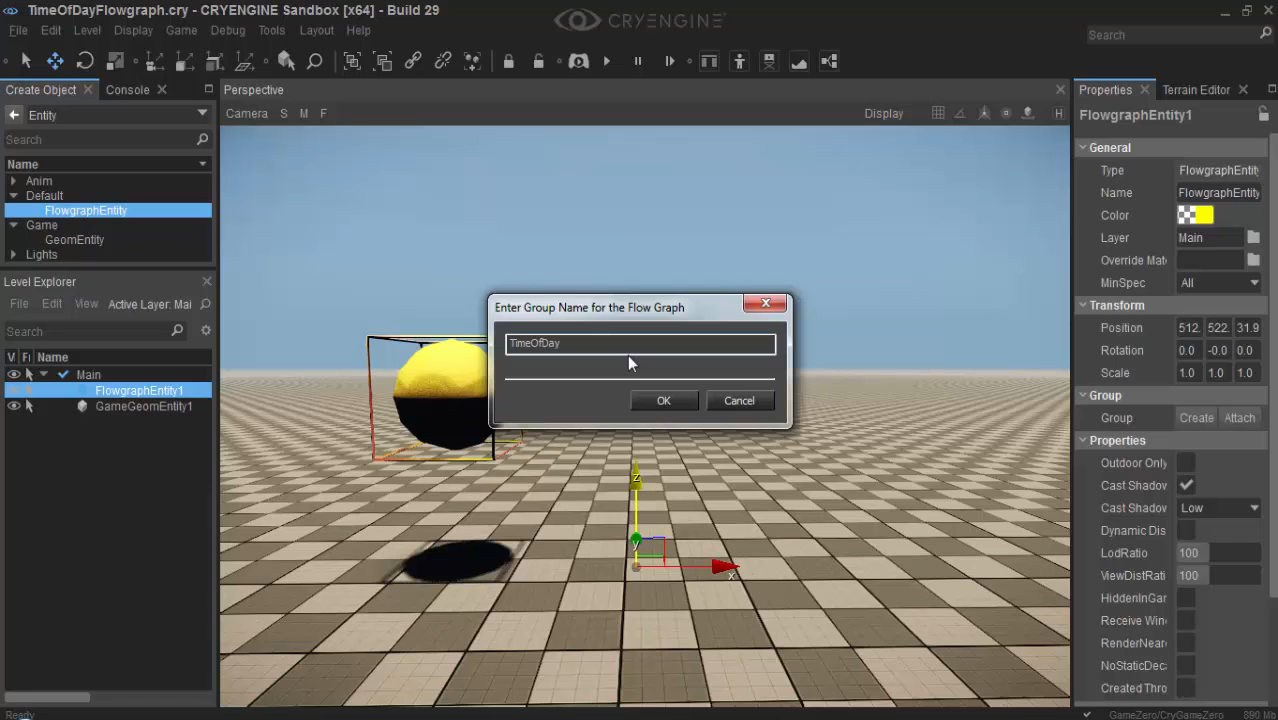 TimeOfDayFlowgraph.cry - CRYENGINE Sandbox [x64] - Build 29
CRYENGINE
File Edit Level Display Game Debug Tools Layout Help
Search
Create Object
Console
Entity
Search
Name
Anim
Default
FlowgraphEntity
Game
GeomEntity
Lights
Level Explorer
File Edit View Active Layer: Mai
Search
V Name
Main
FlowgraphEntity1
GameGeomEntity1
Perspective
Camera S M F
Display
H
Enter Group Name for the Flow Graph
TimeOfDay
OK Cancel
z
y
x
Properties
Terrain Editor
FlowgraphEntity1
General
Type FlowgraphEntit
Name FlowgraphEntity
Color
Layer Main
Override Mat
MinSpec All
Transform
Position 512. 522. 31.9
Rotation 0.0 -0.0 0.0
Scale 1.0 1.0 1.0
Group
Group Create Attach
Properties
Outdoor Only
Cast Shadov
Cast Shadov Low
Dynamic Dis
LodRatio 100
ViewDistRati 100
HiddenInGar
Receive Win
RenderNear
NoStaticDec
Created Thro
Ready
GameZero/CryGameZero
890 Mb